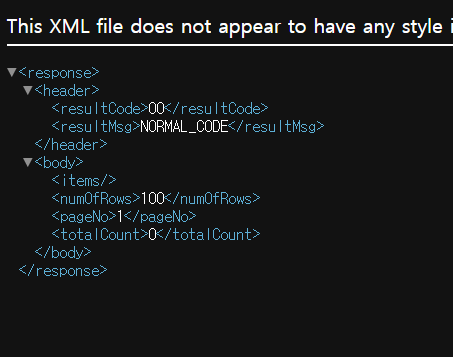 This XML file does not appear to have any style
▼<response>
▼<header>
<resultCode>00</resultCode>
<resultMsg>NORMAL_CODE</resultMsg>
</header>
▼<body>
<items/>
<numOfRows>100</numOfRows>
<pageNo>1</pageNo>
<totalCount>0</totalCount>
</body>
</response>